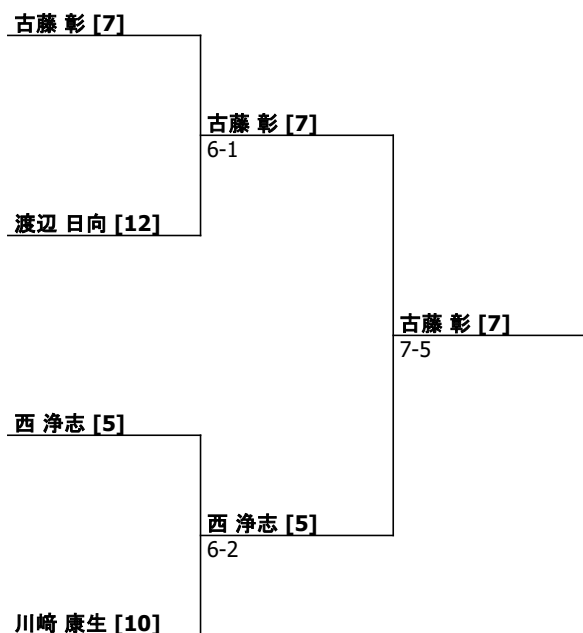 古藤 彰 [7]
古藤 彰 [7]
6-1
渡辺 日向 [12]
古藤 彰 [7]
7-5
西 浄志 [5]
西 浄志 [5]
6-2
川﨑 康生 [10]